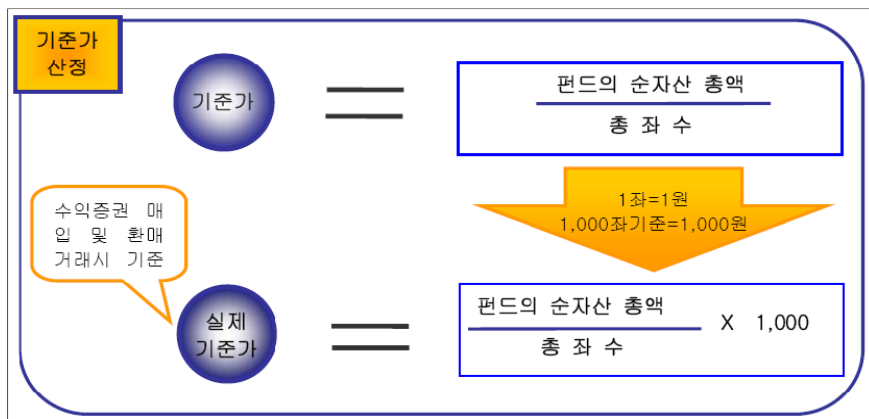 기준가
산정
기준가
펀드의 순자산 총액
총 좌 수
1좌=1원
1,000좌기준=1,000원
수익증권 매
입 및 환매
거래시 기준
실제
기준가
펀드의 순자산 총액
총 좌 수
X 1,000